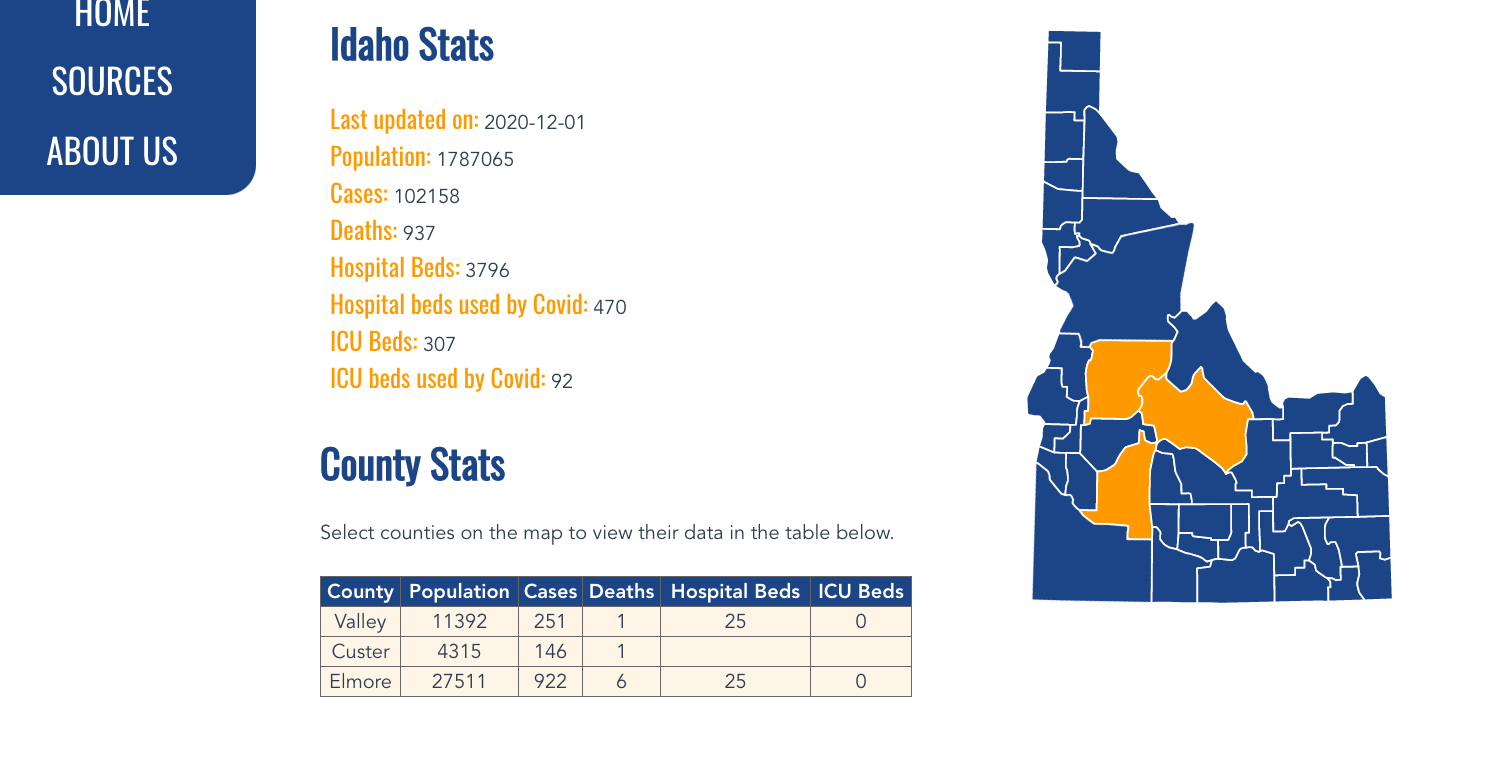 HOME
SOURCES
ABOUT US
Idaho Stats
Last updated on: 2020-12-01
Population: 1787065
Cases: 102158
Deaths: 937
Hospital Beds: 3796
Hospital beds used by Covid: 470
ICU Beds: 307
ICU beds used by Covid: 92
County Stats
Select counties on the map to view their data in the table below.
County Population Cases Deaths Hospital Beds ICU Beds
Valley 11392 251 1 25 0
Custer 4315 146 1
Elmore 27511 922 6 25 0